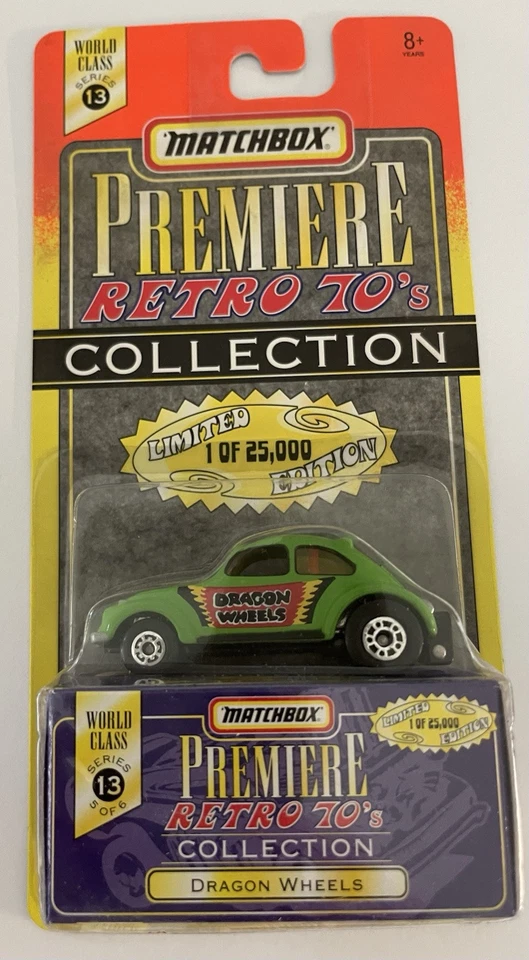 WORLD
CLASS
SERIES
13
8+
YEARS
MATCHBOX
PREMIERE
RETRO 70's
COLLECTION
LIMITED
1 OF 25,000
EDITION
DRAGON
WHEELS
WORLD
CLASS
SERIES
13
5 OF 6
MATCHBOX
LIMITED
1 OF 25,000
EDITION
PREMIERE
RETRO 70's
COLLECTION
DRAGON WHEELS